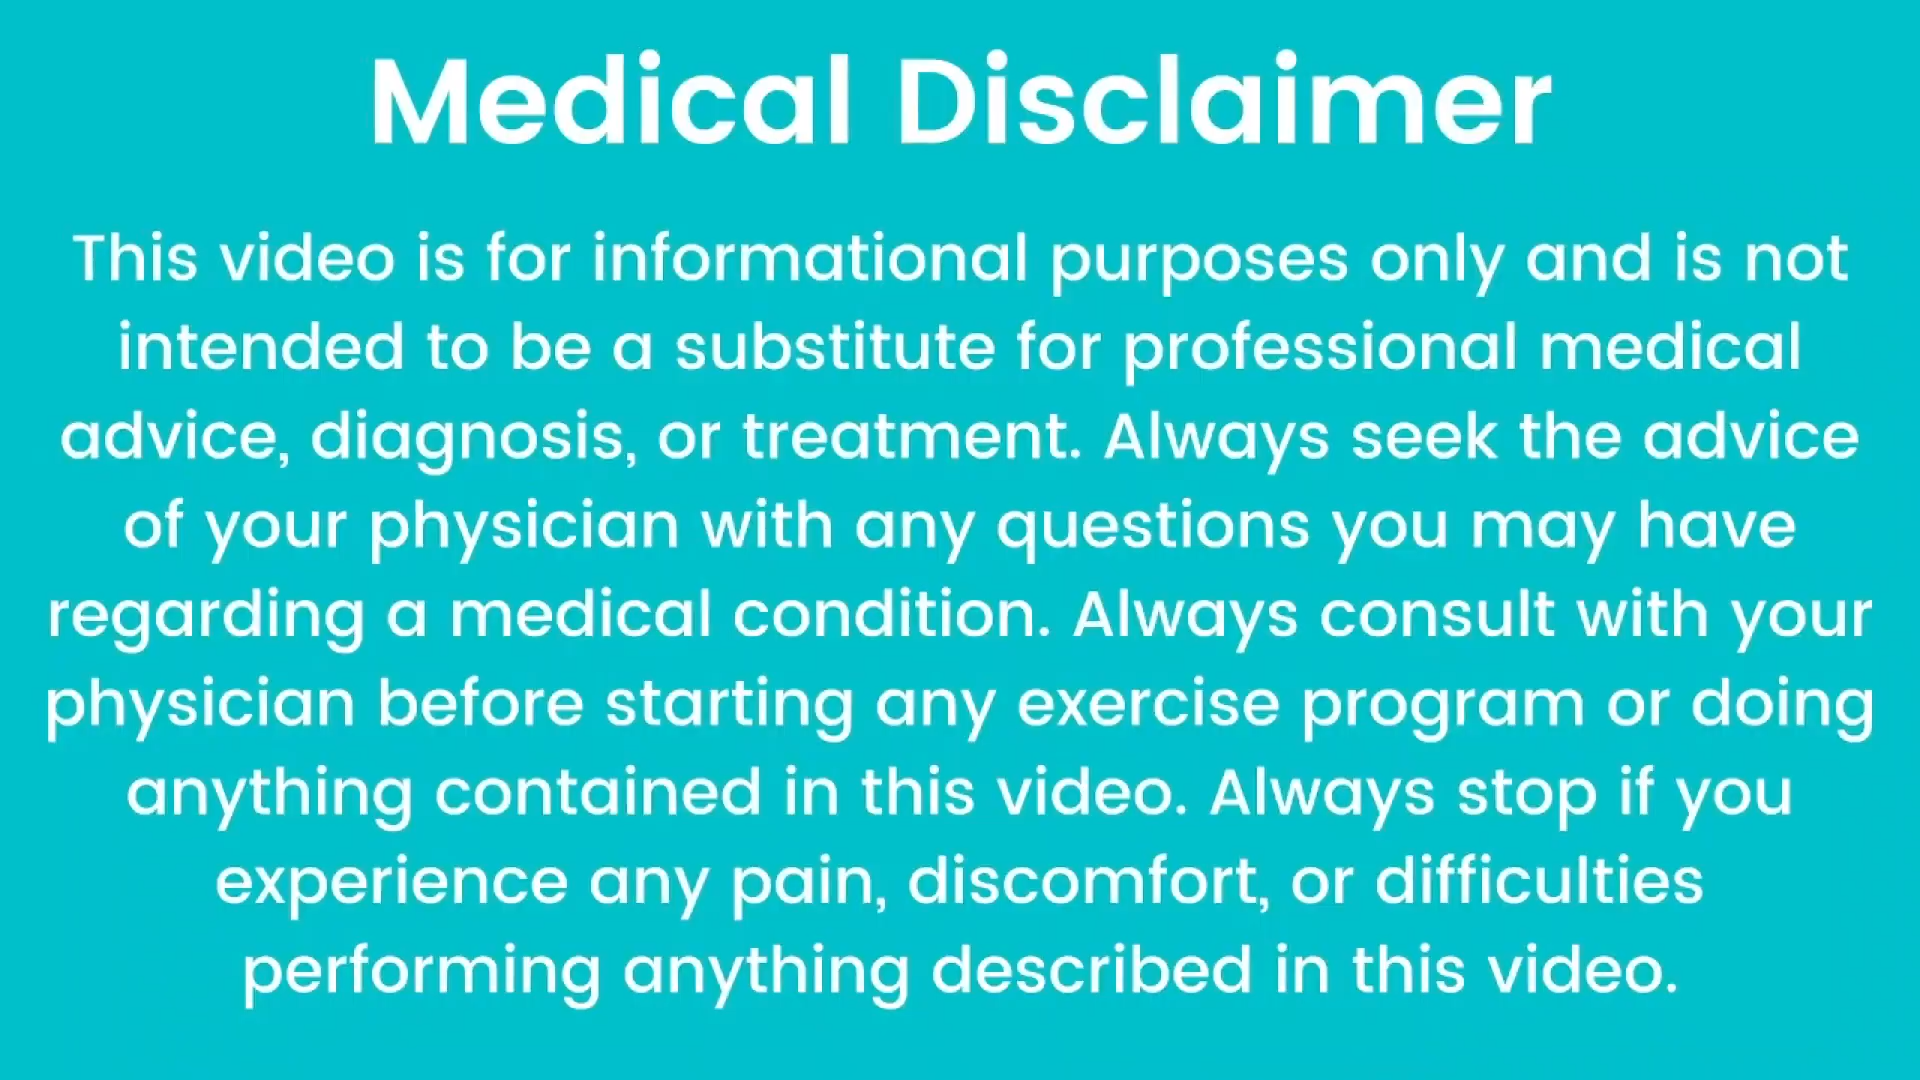 Medical Disclaimer
This video is for informational purposes only and is not
intended to be a substitute for professional medical
advice, diagnosis, or treatment. Always seek the advice
of your physician with any questions you may have
regarding a medical condition. Always consult with your
physician before starting any exercise program or doing
anything contained in this video. Always stop if you
experience any pain, discomfort, or difficulties
performing anything described in this video.